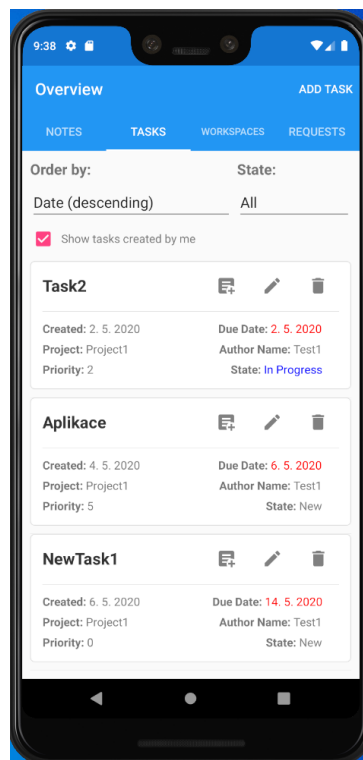 9:38
Overview ADD TASK
NOTES TASKS WORKSPACES REQUESTS
Order by: State:
Date (descending) All
Show tasks created by me
Task2
Created: 2. 5. 2020 Due Date: 2. 5. 2020
Project: Project1 Author Name: Test1
Priority: 2 State: In Progress
Aplikace
Created: 4. 5. 2020 Due Date: 6. 5. 2020
Project: Project1 Author Name: Test1
Priority: 5 State: New
NewTask1
Created: 6. 5. 2020 Due Date: 14. 5. 2020
Project: Project1 Author Name: Test1
Priority: 0 State: New